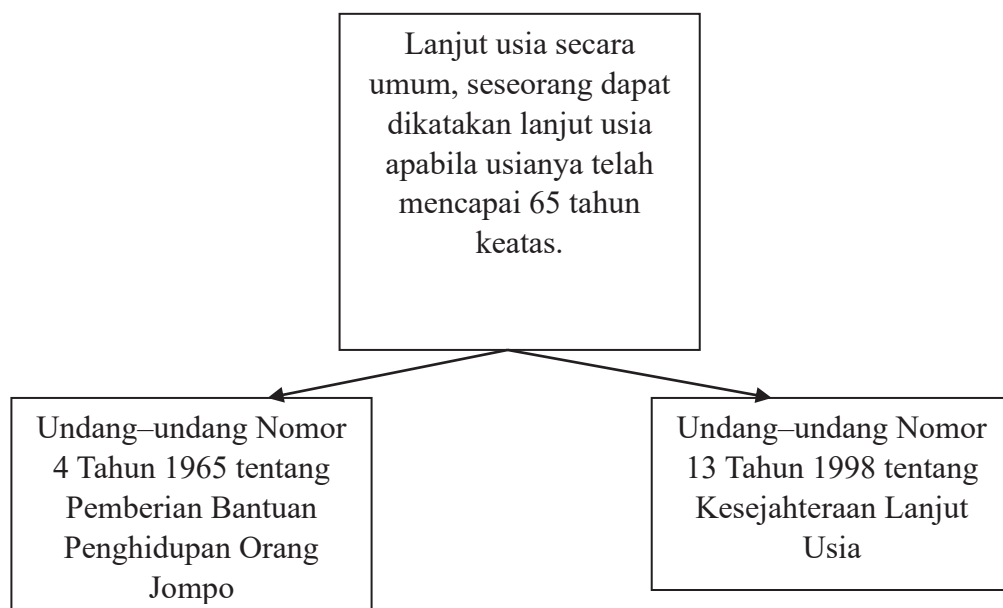 Lanjut usia secara
umum, seseorang dapat
dikatakan lanjut usia
apabila usianya telah
mencapai 65 tahun
keatas.
Undang–undang Nomor
4 Tahun 1965 tentang
Pemberian Bantuan
Penghidupan Orang
Jompo
Undang–undang Nomor
13 Tahun 1998 tentang
Kesejahteraan Lanjut
Usia